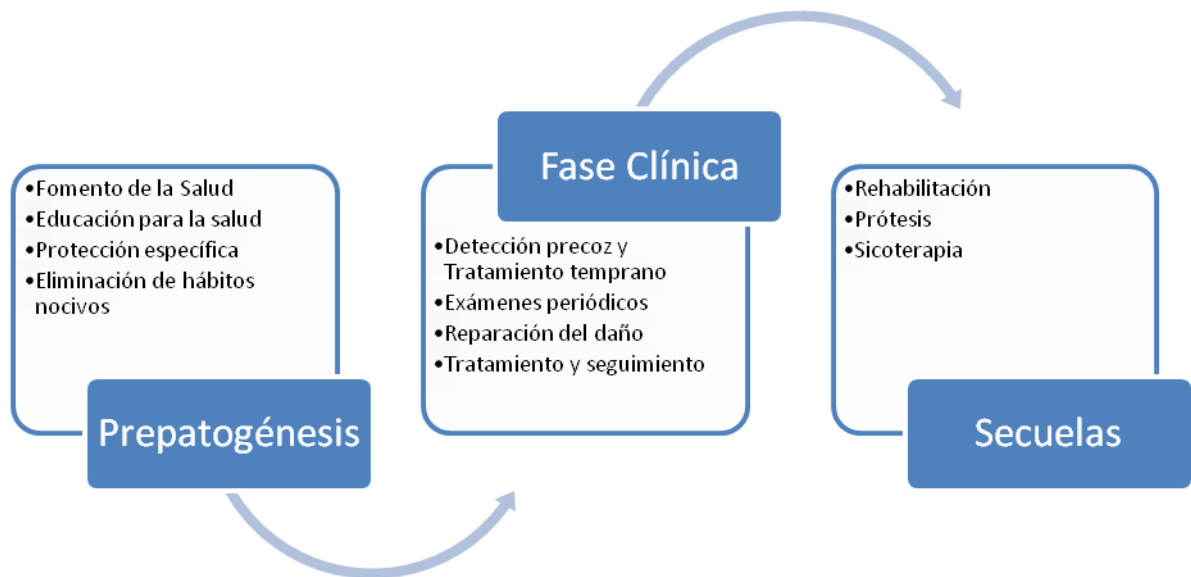 •Fomento de la Salud
•Educación para la salud
•Protección específica
•Eliminación de hábitos
nocivos
Prepatogénesis
Fase Clínica
•Detección precoz y
Tratamiento temprano
•Exámenes periódicos
•Reparación del daño
•Tratamiento y seguimiento
•Rehabilitación
•Prótesis
•Sicoterapia
Secuelas